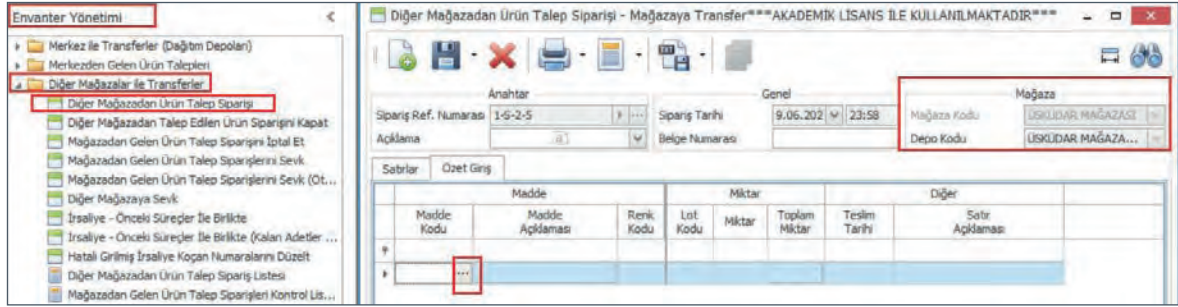 Envanter Yönetimi
Merkez ile Transferler (Dağıtım Depoları)
Merkezden Gelen Ürün Talepleri
Diğer Mağazalar ile Transferler
Diğer Mağazadan Ürün Talep Siparişi
Diğer Mağazadan Talep Edilen Ürün Siparişini Kapat
Mağazadan Gelen Ürün Talep Siparişini İptal Et
Mağazadan Gelen Ürün Talep Siparişlerini Sevk
Mağazadan Gelen Ürün Talep Siparişlerini Sevk (Ot...
Diğer Mağazaya Sevk
İrsaliye - Önceki Süreçler İle Birlikte
İrsaliye - Önceki Süreçler İle Birlikte (Kalan Adetler ...
Hatalı Girilmiş İrsaliye Koçan Numaralarını Düzelt
Diğer Mağazadan Ürün Talep Sipariş Listesi
Mağazadan Gelen Ürün Talep Siparişleri Kontrol Lis...
Diğer Mağazadan Ürün Talep Siparişi - Mağazaya Transfer***AKADEMİK LİSANS İLE KULLANILMAKTADIR***
Anahtar Genel Mağaza
Sipariş Ref. Numarası 1-S-2-5 Sipariş Tarihi 9.06.202 23:58 Mağaza Kodu ÜSKÜDAR MAĞAZASI
Açıklama Belge Numarası Depo Kodu ÜSKÜDAR MAĞAZA...
Satırlar Özet Giriş
Madde Miktar Diğer
Madde Kodu Madde Açıklaması Renk Kodu Lot Kodu Miktar Toplam Miktar Teslim Tarihi Satır Açıklaması